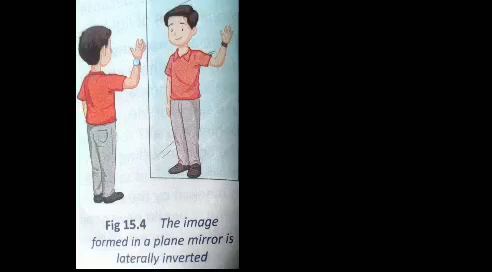 Fig 15.4 The image
formed in a plane mirror is
laterally inverted